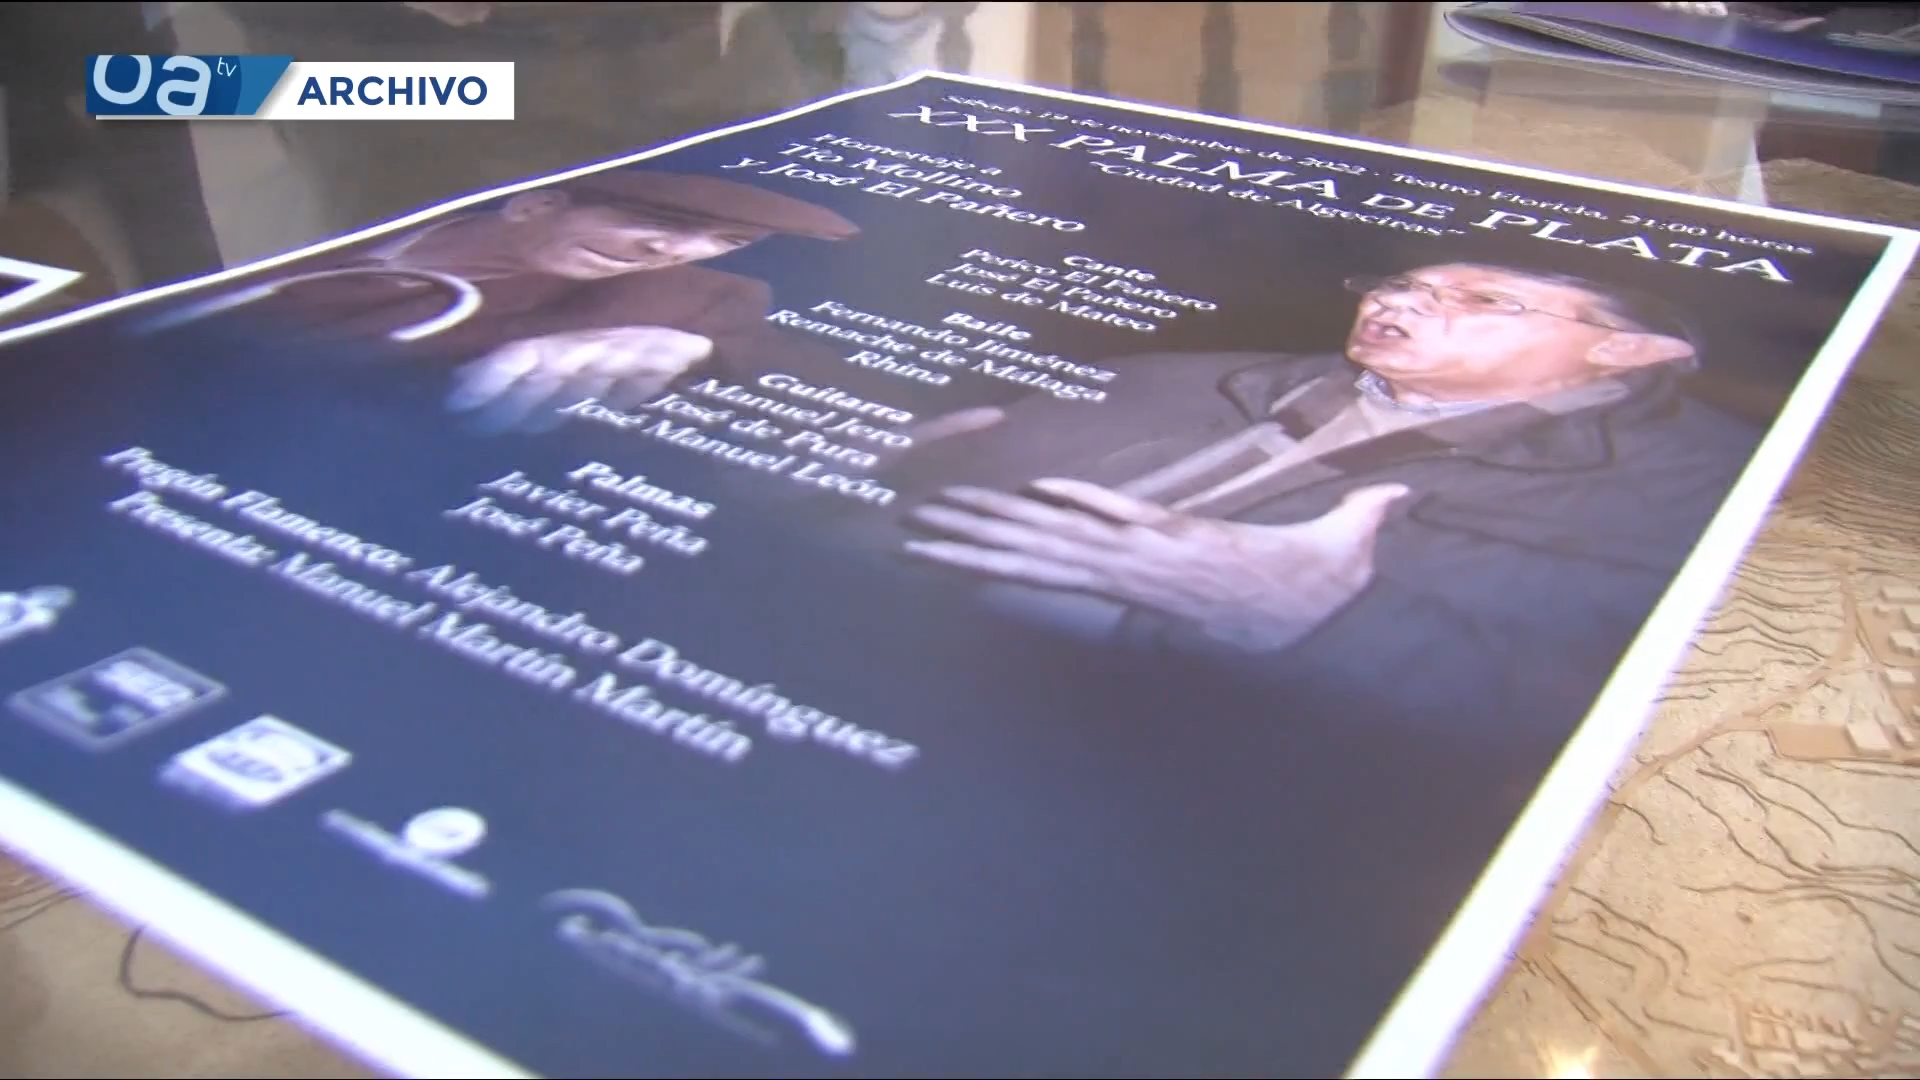 oa tv
ARCHIVO
Sábado 19 de noviembre de 2022 · Teatro Florida, 21:00 horas
XXX PALMA DE PLATA
"Ciudad de Algeciras"
Homenaje a
Tío Mollino
y José El Pañero
Cante
Perico El Pañero
José El Pañero
Luis de Mateo
Baile
Fernando Jiménez
Remache de Málaga
Rhina
Guitarra
Manuel Jero
José de Pura
José Manuel León
Palmas
Javier Peña
José Peña
Pregón Flamenco: Alejandro Domínguez
Presenta: Manuel Martín Martín